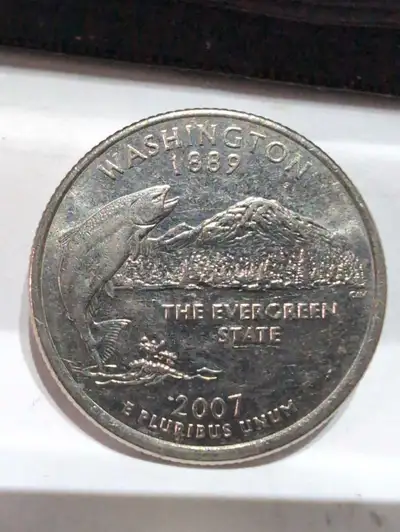 WASHINGTON
1889
THE EVERGREEN
STATE
2007
E PLURIBUS UNUM